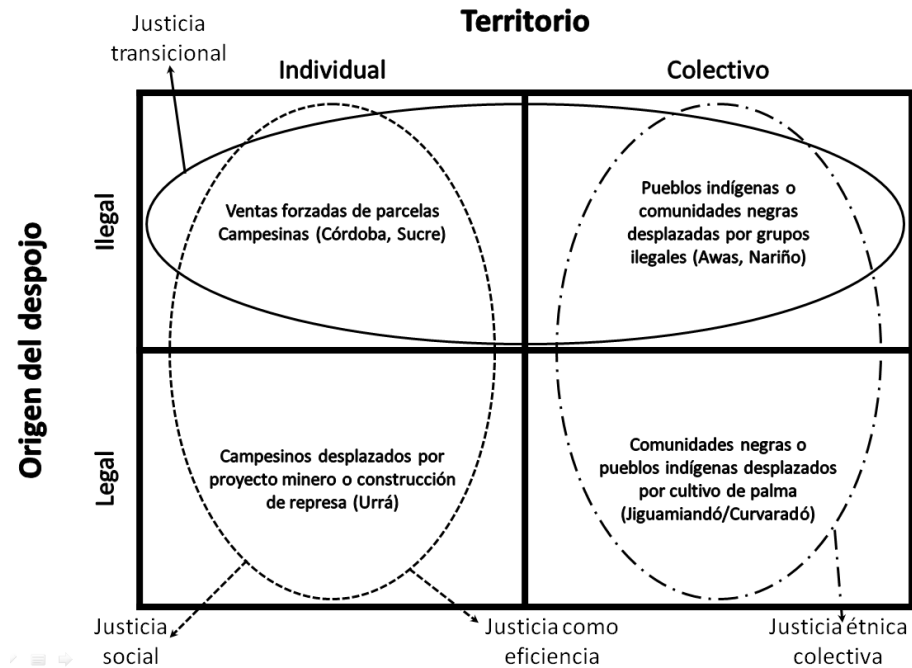 Justicia
transicional
Territorio
Individual
Colectivo
Origen del despojo
Ilegal
Legal
Ventas forzadas de parcelas
Campesinas (Córdoba, Sucre)
Pueblos indígenas o
comunidades negras
desplazadas por grupos
ilegales (Awas, Nariño)
Campesinos desplazados por
proyecto minero o construcción
de represa (Urrá)
Comunidades negras o
pueblos indígenas desplazados
por cultivo de palma
(Jiguamiandó/Curvaradó)
Justicia
social
Justicia como
eficiencia
Justicia étnica
colectiva